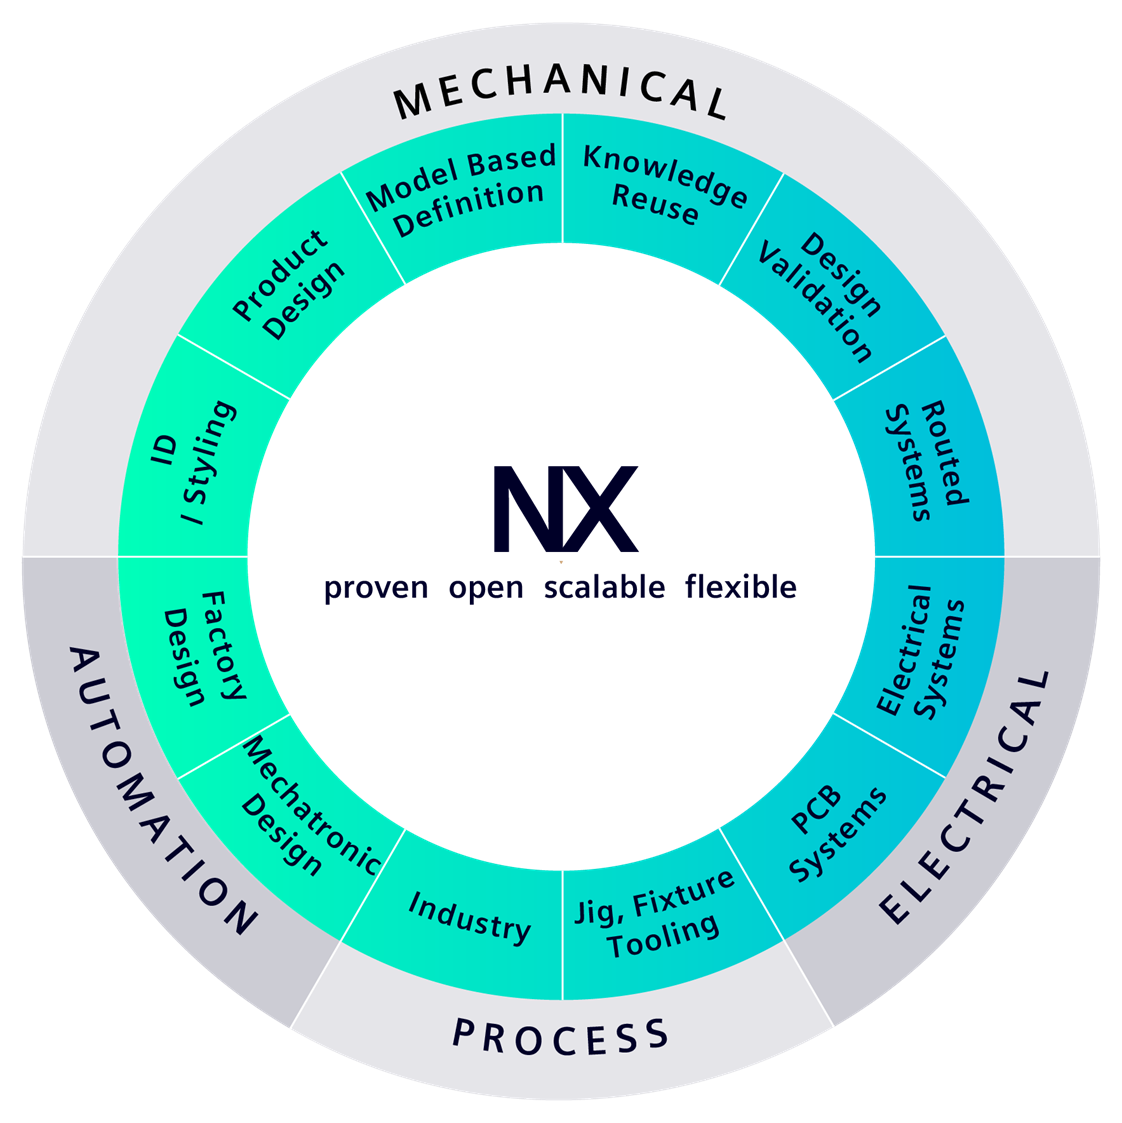 MECHANICAL
Model Based
Definition
Knowledge
Reuse
Product
Design
Design
Validation
ID
/ Styling
Routed
Systems
NX
proven open scalable flexible
Factory
Design
Electrical
Systems
AUTOMATION
ELECTRICAL
Mechatronic
Design
PCB
Systems
Industry
Jig, Fixture
Tooling
PROCESS